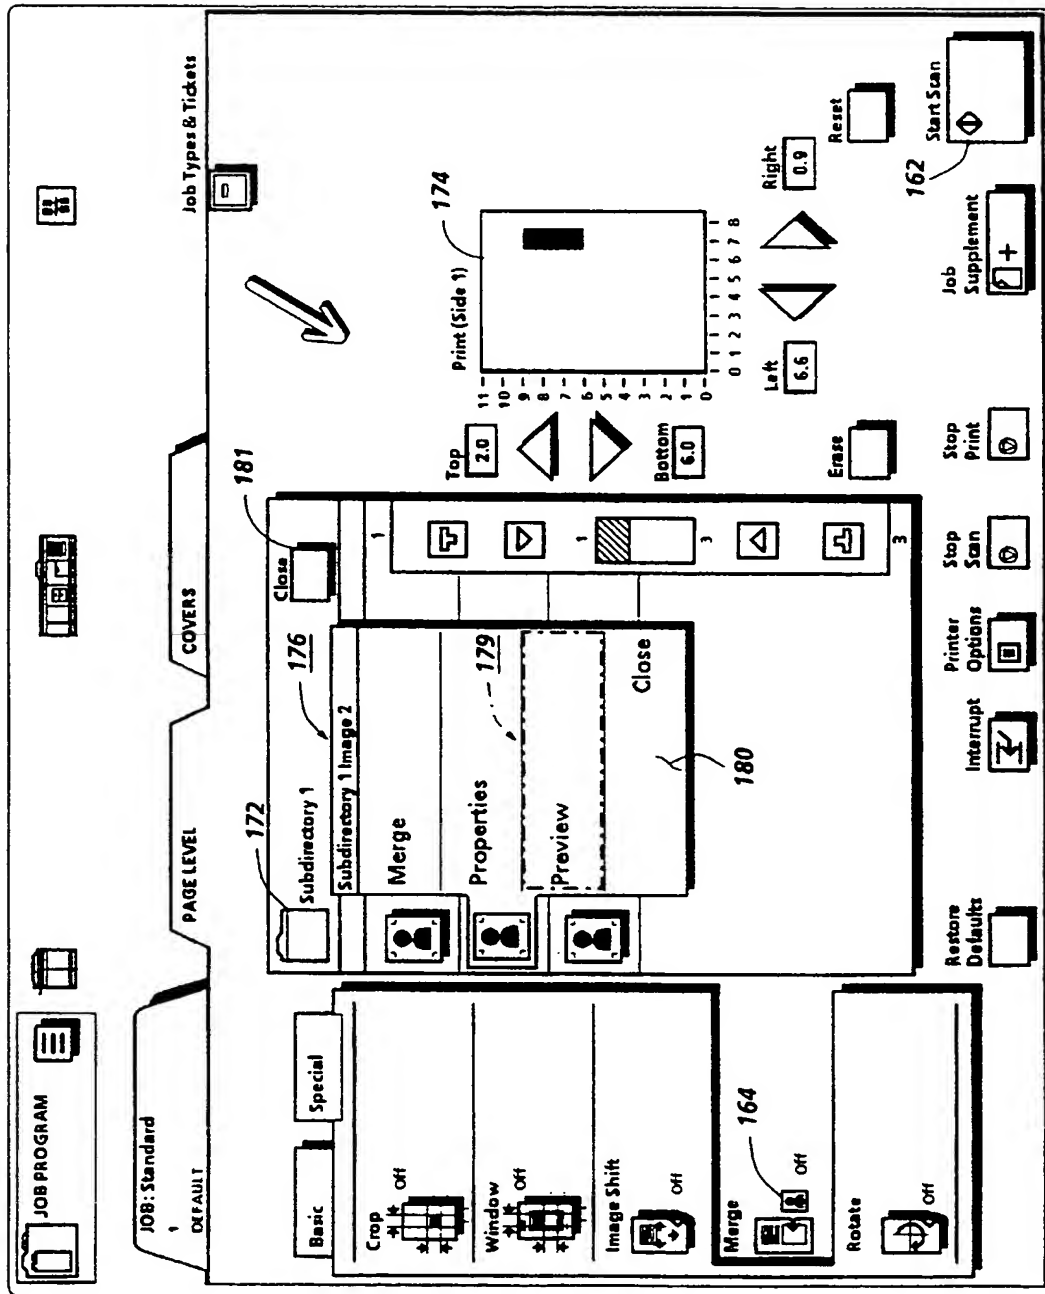 JOB PROGRAM
JOB: Standard
1
DEFAULT
PAGE LEVEL
COVERS
Job Types & Tickets
Basic
Special
Crop
Off
Window
Off
Image Shift
Off
Merge
Off
164
Rotate
Off
172
Subdirectory 1
176
Close
181
Subdirectory 1 Image 2
Merge
Properties
179
Preview
Close
180
1
1
3
3
Top
2.0
Bottom
6.0
Print (Side 1)
174
11
10
9
8
7
6
5
4
3
2
1
0
0 1 2 3 4 5 6 7 8
Left
6.6
Right
0.9
Erase
Reset
Restore
Defaults
Interrupt
Printer
Options
Stop
Scan
Stop
Print
Job
Supplement
162
Start Scan